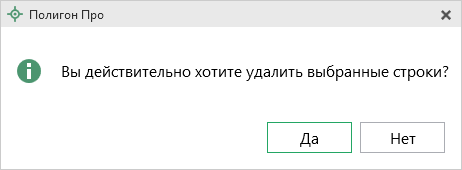 Полигон Про
Вы действительно хотите удалить выбранные строки?
Да
Нет